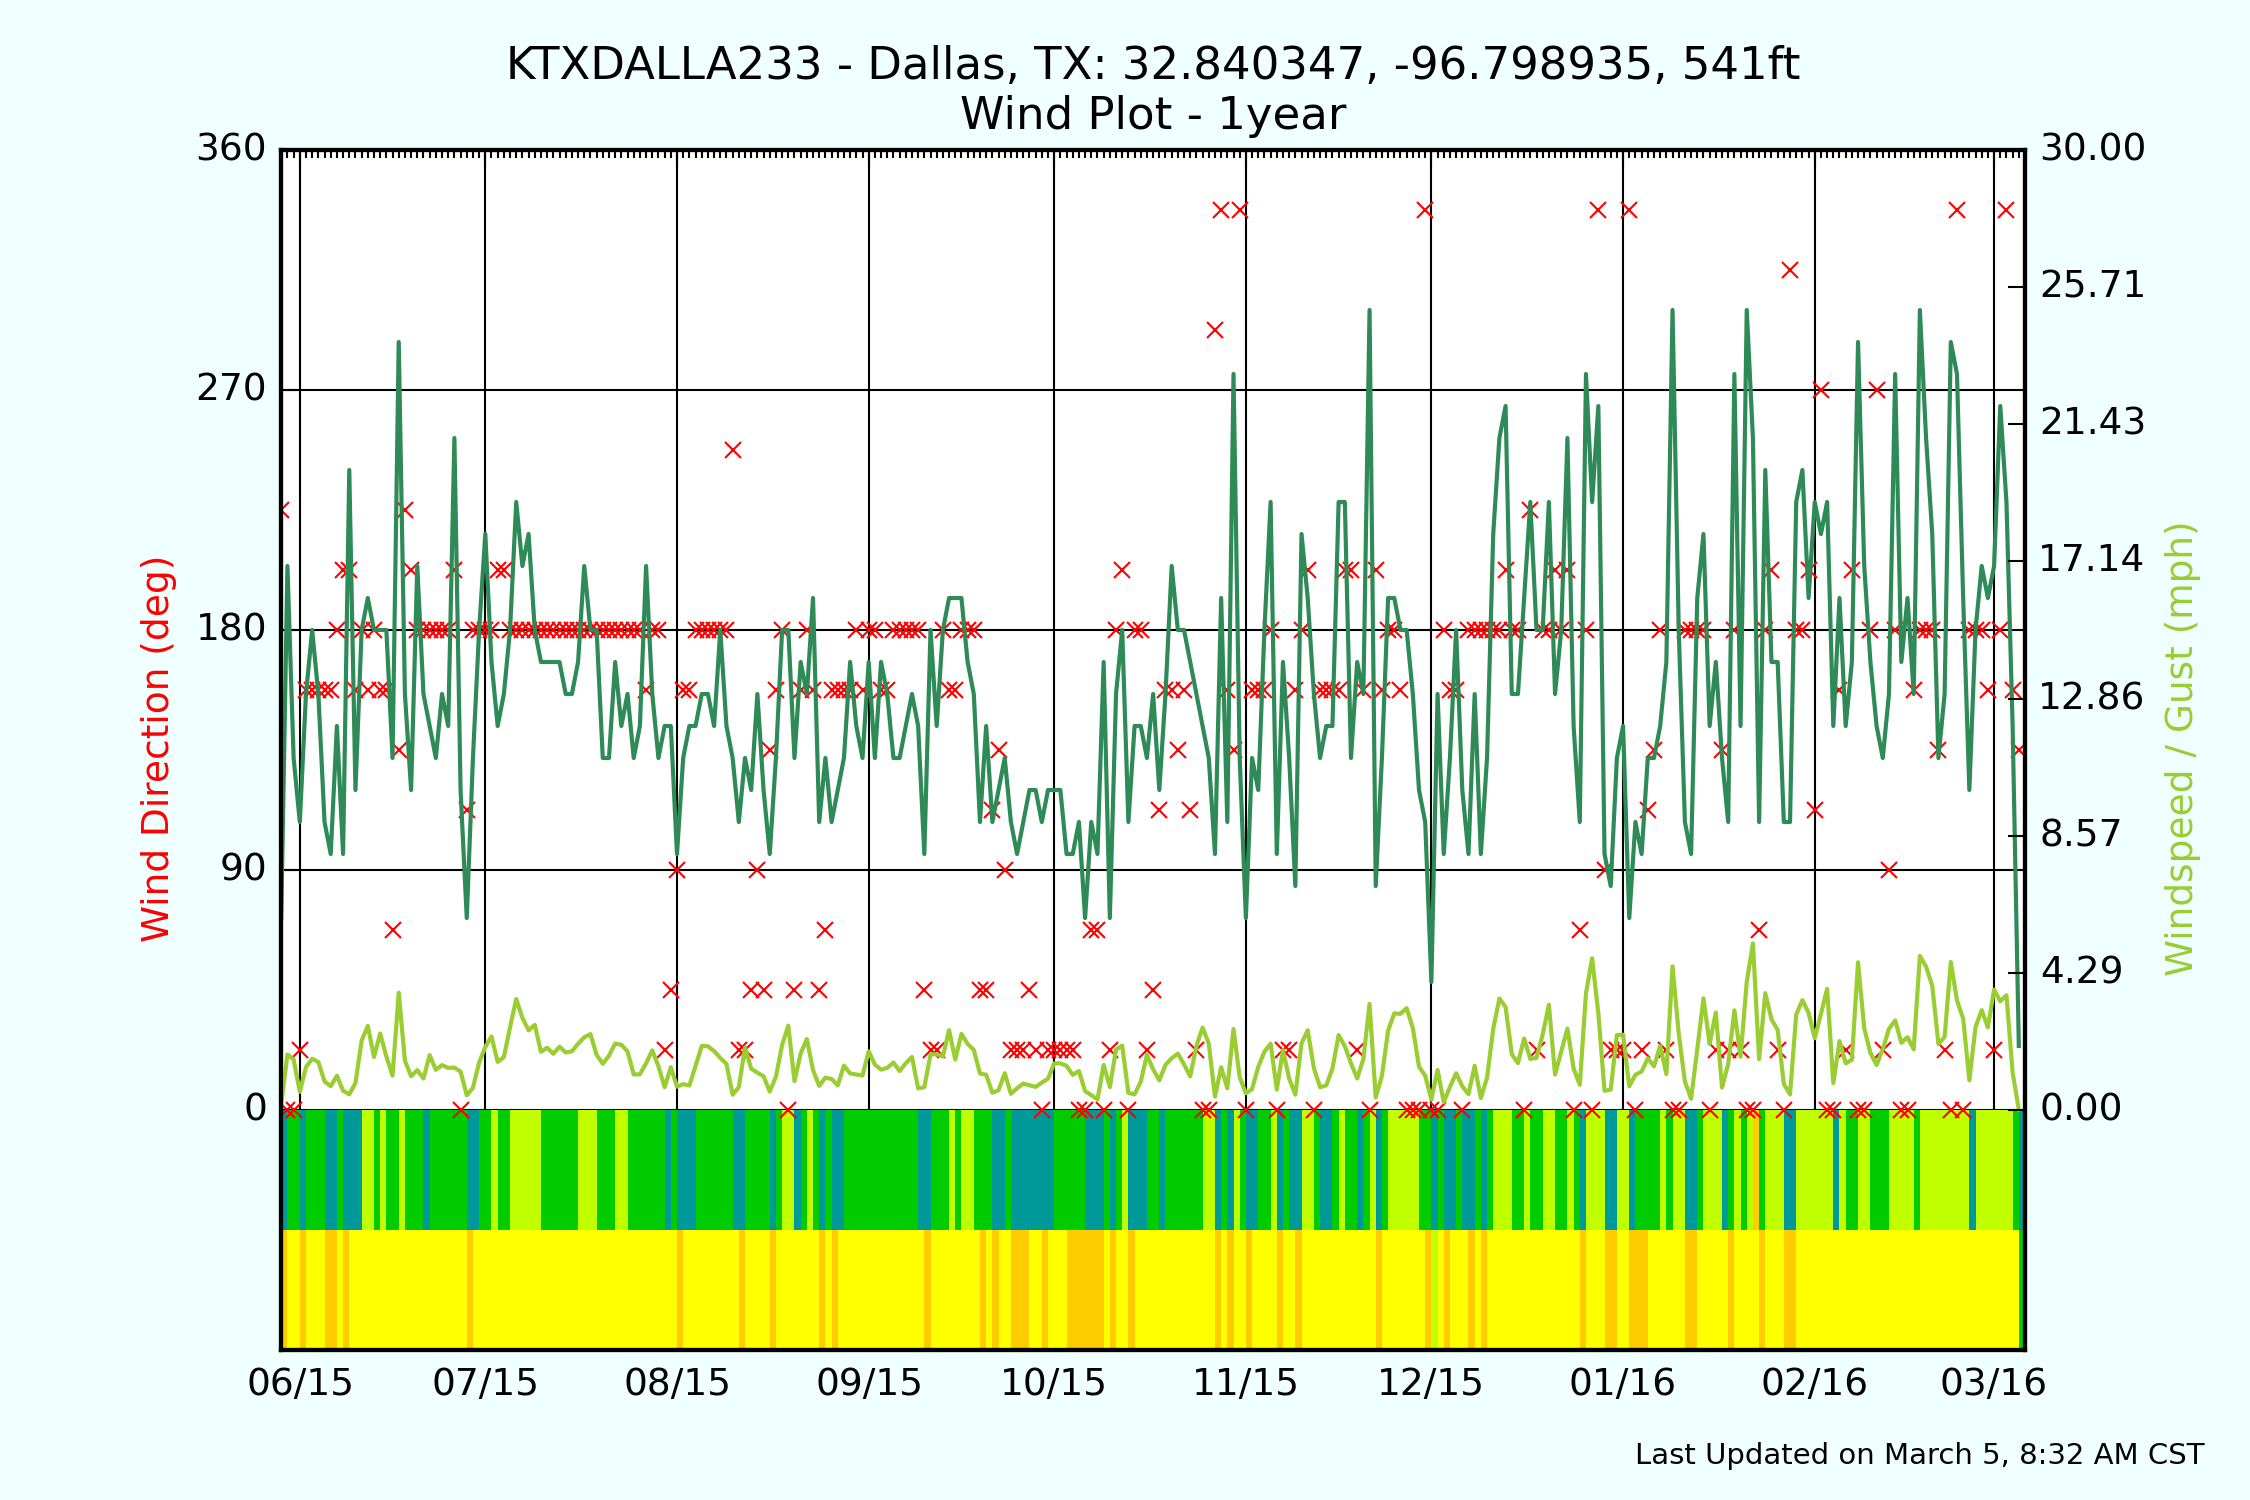 KTXDALLA233 - Dallas, TX: 32.840347, -96.798935, 541ft
Wind Plot - 1year
360
270
180
90
0
Wind Direction (deg)
30.00
25.71
21.43
17.14
12.86
8.57
4.29
0.00
Windspeed / Gust (mph)
06/15 07/15 08/15 09/15 10/15 11/15 12/15 01/16 02/16 03/16
Last Updated on March 5, 8:32 AM CST